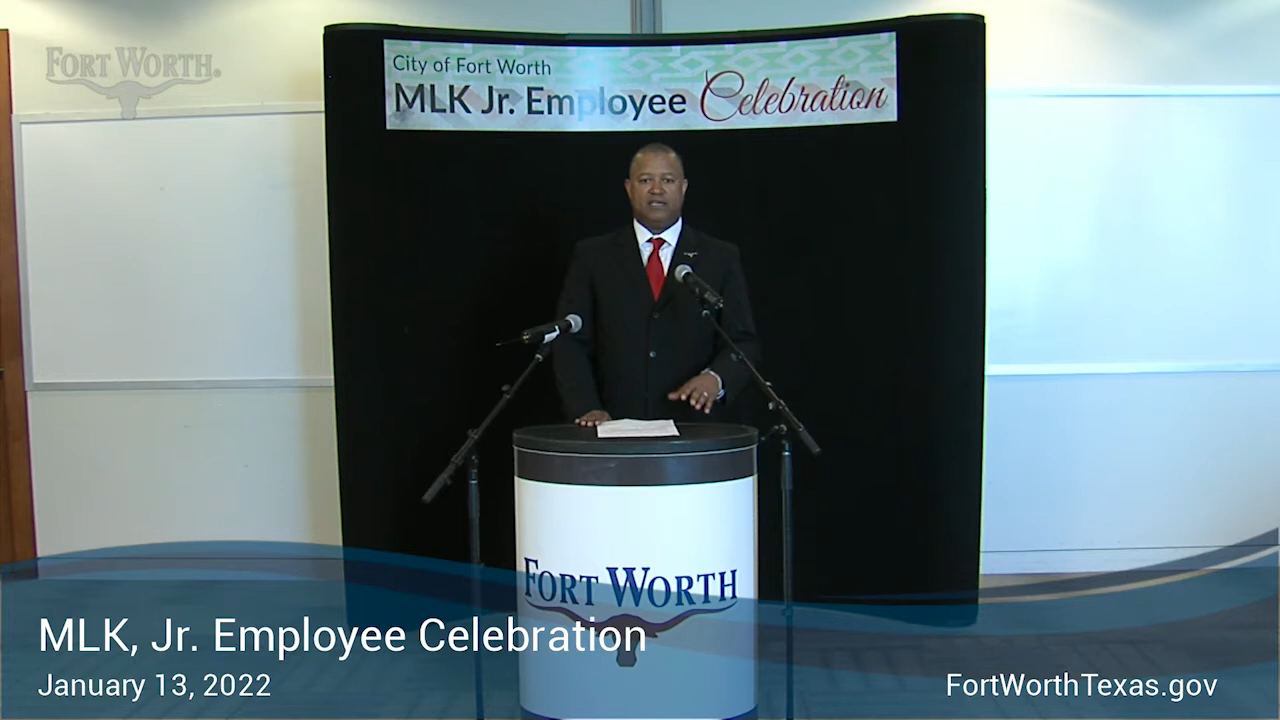 FORT WORTH®
City of Fort Worth
MLK Jr. Employee Celebration
FORT WORTH
MLK, Jr. Employee Celebration
January 13, 2022
FortWorthTexas.gov